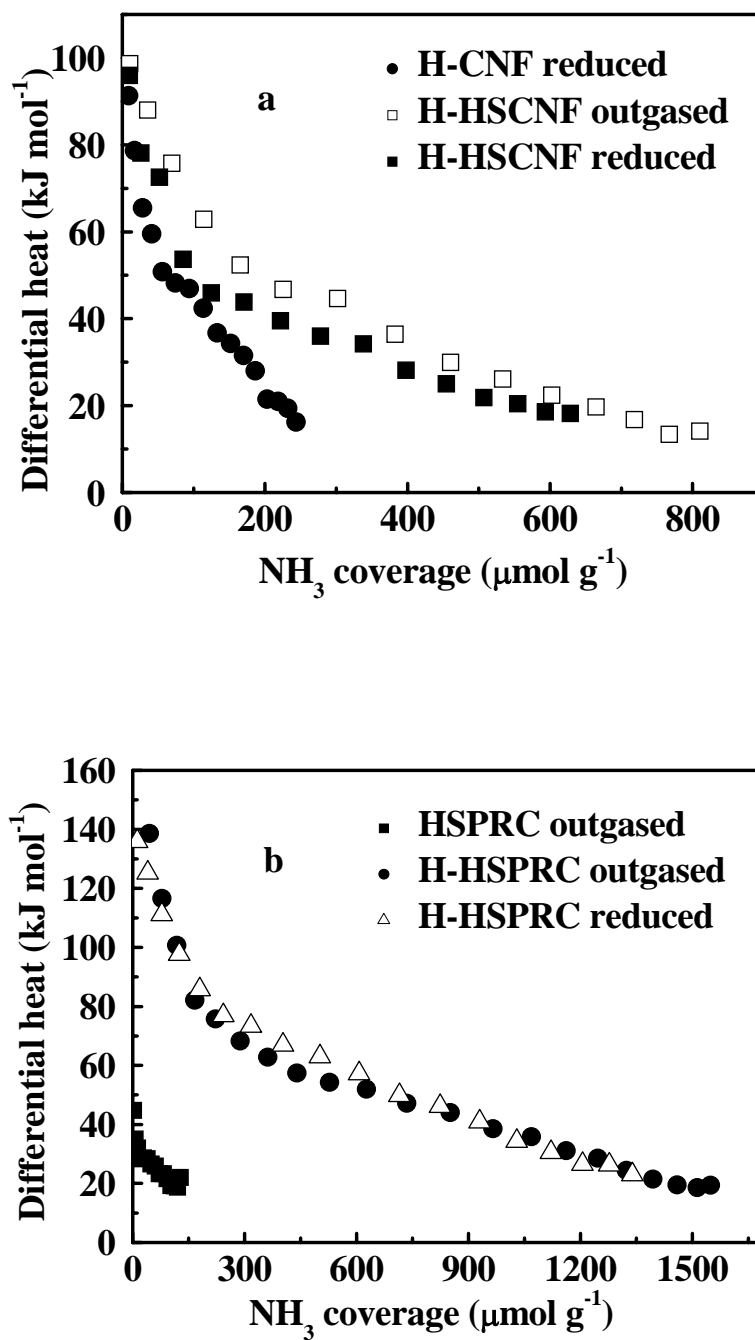 100
80
60
40
20
0
0 200 400 600 800
Differential heat (kJ mol-1)
NH3 coverage (μmol g-1)
a
H-CNF reduced
H-HSCNF outgased
H-HSCNF reduced
160
140
120
100
80
60
40
20
0
0 300 600 900 1200 1500
Differential heat (kJ mol-1)
NH3 coverage (μmol g-1)
b
HSPRC outgased
H-HSPRC outgased
H-HSPRC reduced